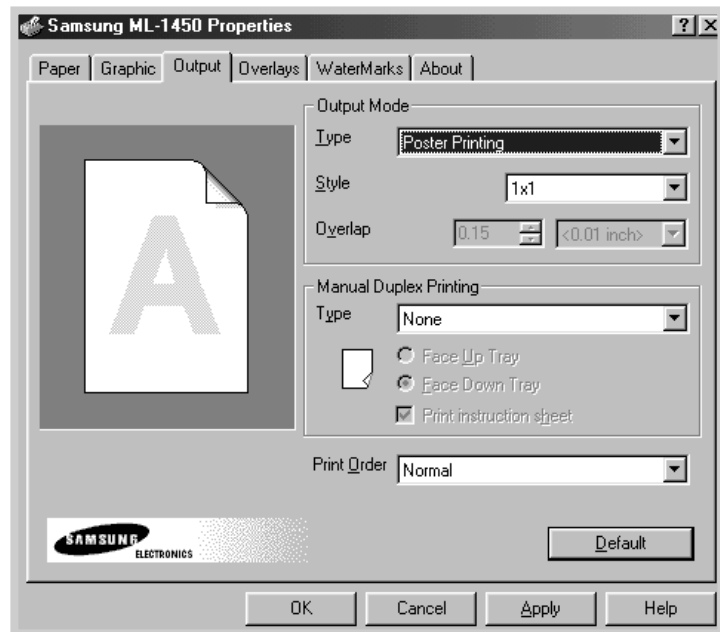 Samsung ML-1450 Properties ? X
Paper Graphic Output Overlays WaterMarks About
Output Mode
Type Poster Printing
Style 1x1
Overlap 0.15 <0.01 inch>
A
Manual Duplex Printing
Type None
Face Up Tray
Face Down Tray
Print instruction sheet
Print Order Normal
SAMSUNG
ELECTRONICS
Default
OK Cancel Apply Help